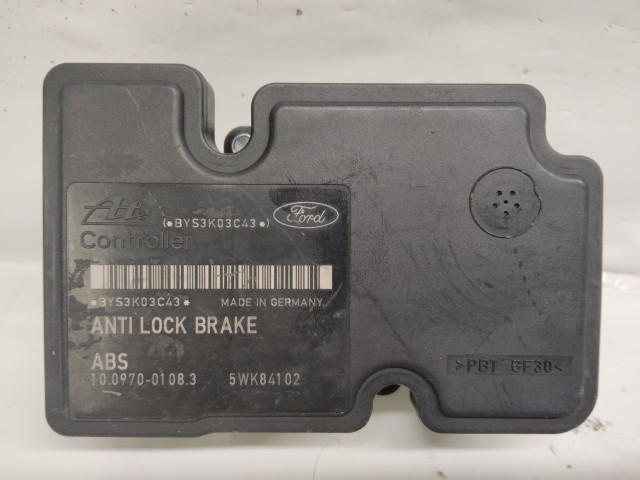 Ate (*BYS3K03C43*) Ford
Controller
*BYS3K03C43* MADE IN GERMANY
ANTI LOCK BRAKE
ABS
10.0970-0108.3 5WK84102
>PBT GF30<